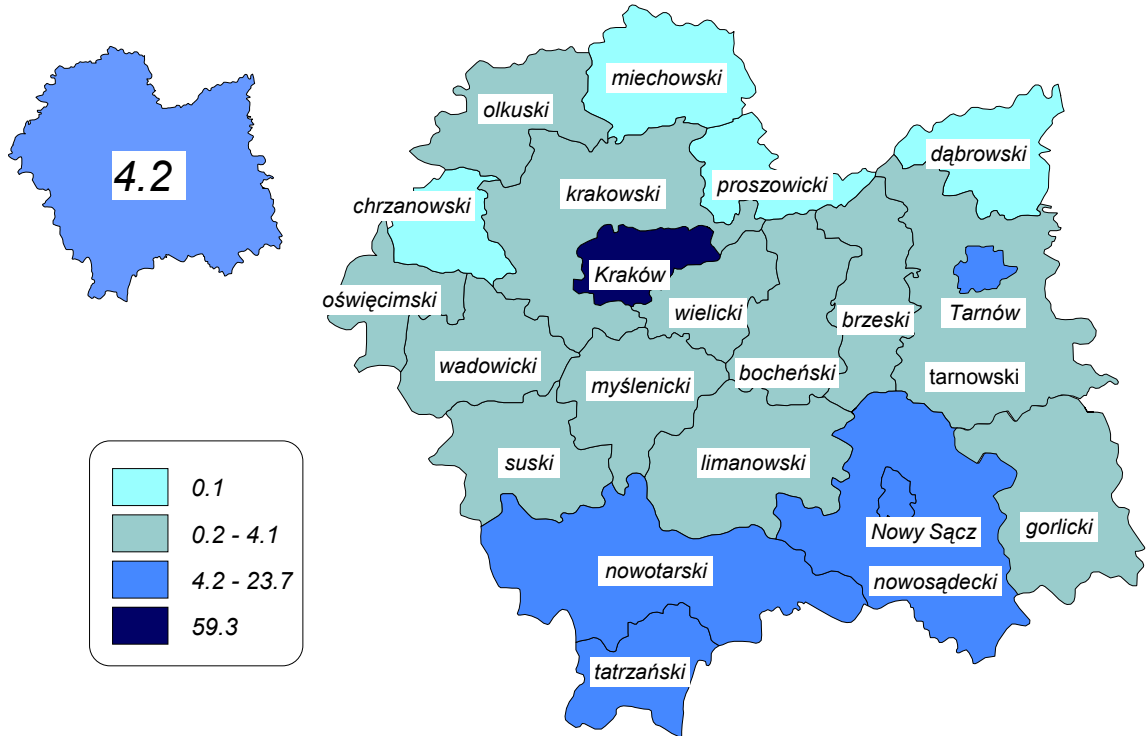 miechowski
olkuski
4.2
dąbrowski
proszowicki
krakowski
chrzanowski
Kraków
oświęcimski
wielicki
brzeski
Tarnów
wadowicki
myślenicki
bocheński
tarnowski
suski
limanowski
0.1
0.2 - 4.1
4.2 - 23.7
59.3
Nowy Sącz
gorlicki
nowotarski
nowosądecki
tatrzański